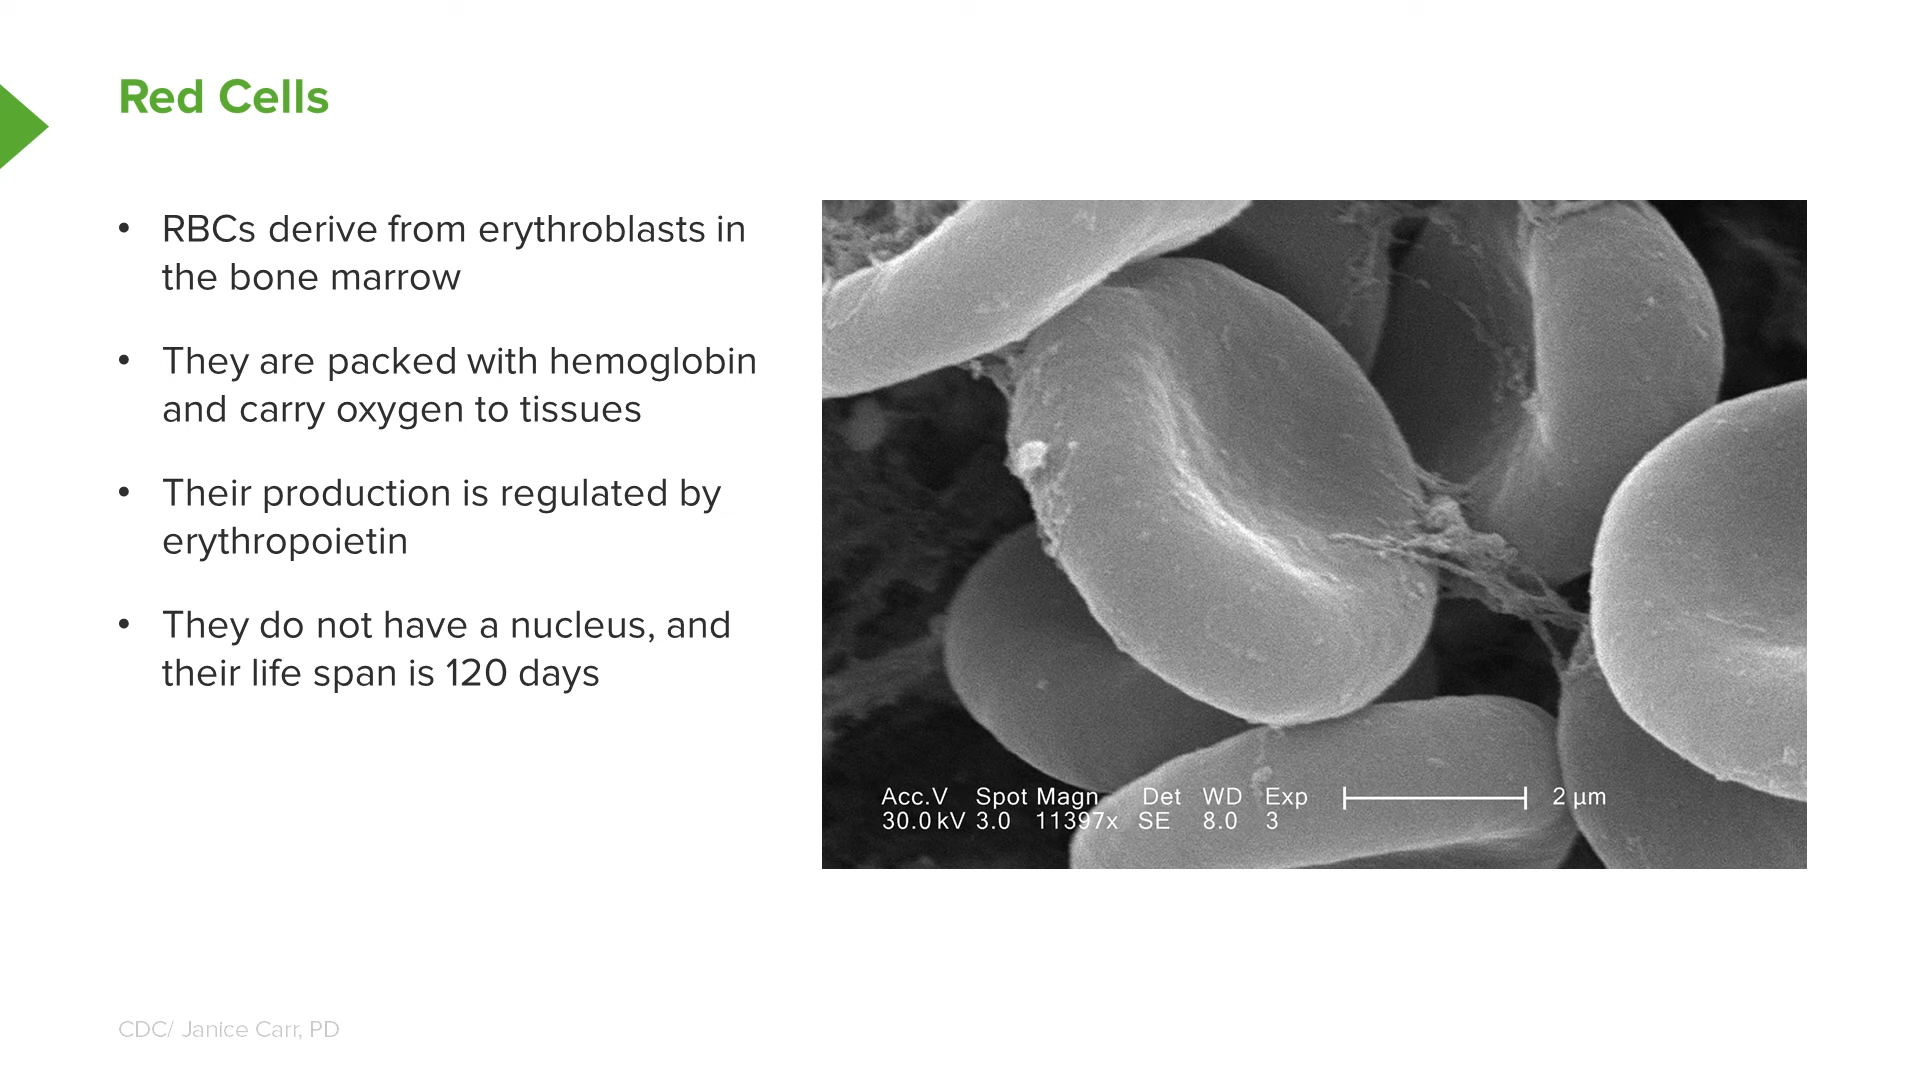 Red Cells
• RBCs derive from erythroblasts in
the bone marrow
• They are packed with hemoglobin
and carry oxygen to tissues
• Their production is regulated by
erythropoietin
• They do not have a nucleus, and
their life span is 120 days
Acc.V Spot Magn Det WD Exp 2 µm
30.0 kV 3.0 11397x SE 8.0 3
CDC/ Janice Carr, PD